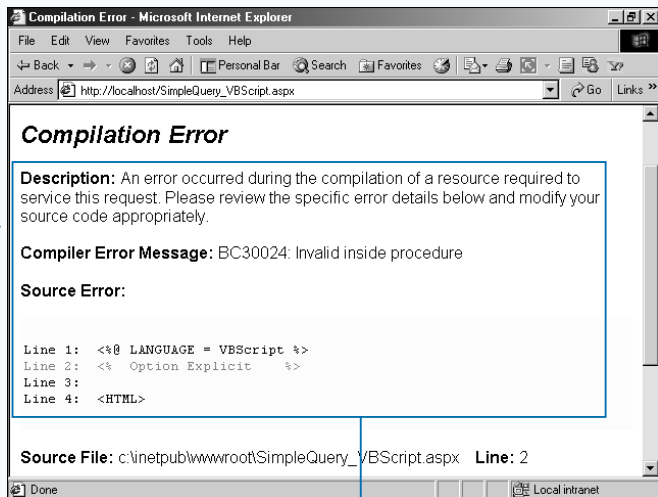 Compilation Error - Microsoft Internet Explorer
File Edit View Favorites Tools Help
Back Personal Bar Search Favorites
Address http://localhost/SimpleQuery_VBScript.aspx Go Links »
Compilation Error
Description: An error occurred during the compilation of a resource required to
service this request. Please review the specific error details below and modify your
source code appropriately.
Compiler Error Message: BC30024: Invalid inside procedure
Source Error:
Line 1: <%@ LANGUAGE = VBScript %>
Line 2: <% Option Explicit %>
Line 3:
Line 4: <HTML>
Source File: c:\inetpub\wwwroot\SimpleQuery_VBScript.aspx Line: 2
Done Local intranet